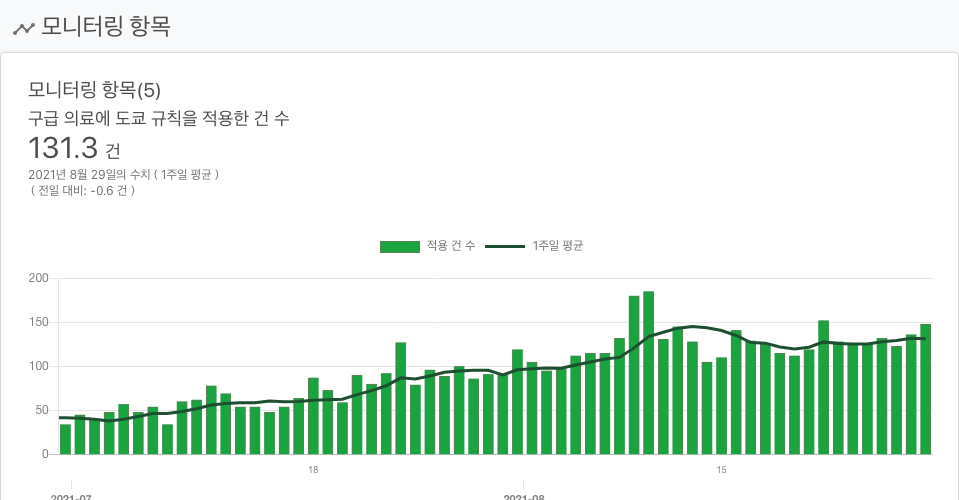 모니터링 항목
모니터링 항목(5)
구급 의료에 도쿄 규칙을 적용한 건 수
131.3 건
2021년 8월 29일의 수치 ( 1주일 평균 )
( 전일 대비: -0.6 건 )
적용 건 수 1주일 평균
200
150
100
50
0
18 15
2021-07 2021-08